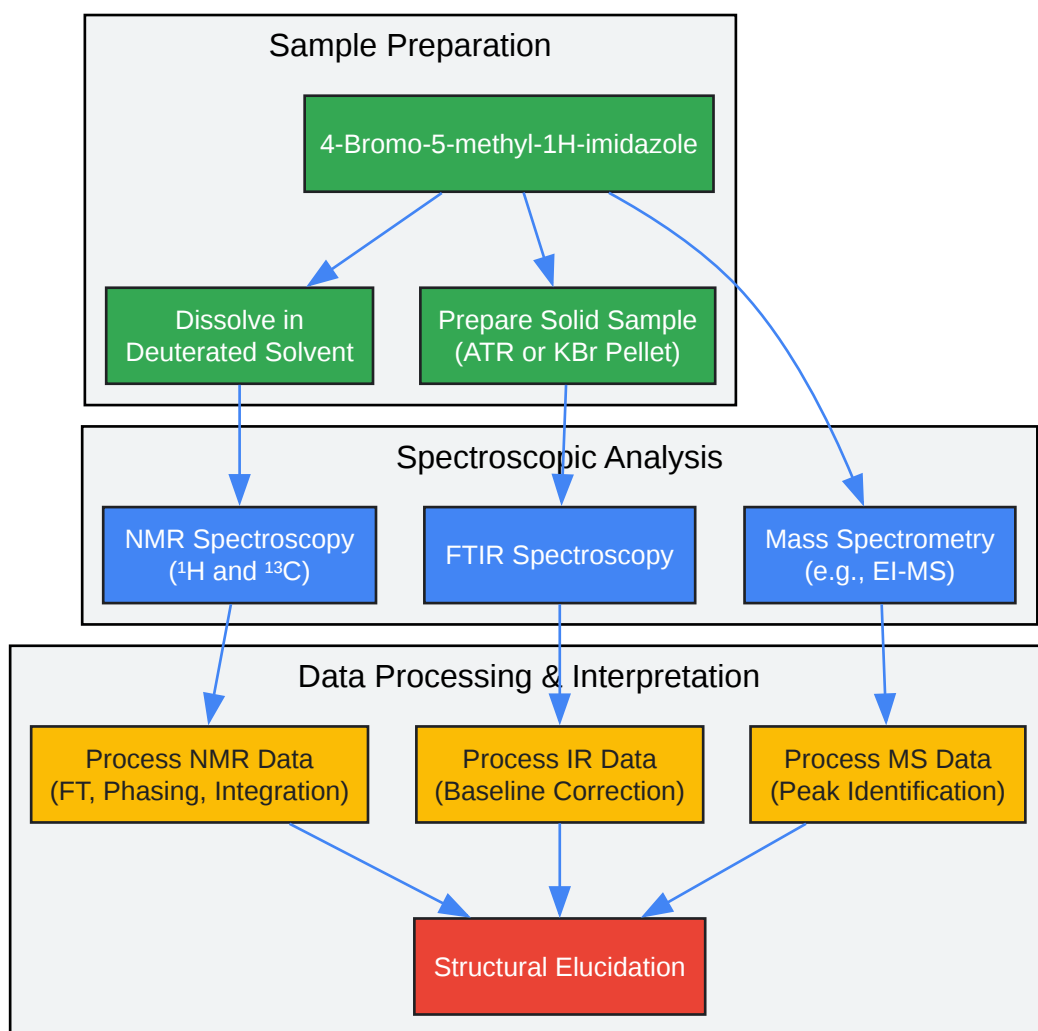 Sample Preparation
4-Bromo-5-methyl-1H-imidazole
Dissolve in
Deuterated Solvent
Prepare Solid Sample
(ATR or KBr Pellet)
Spectroscopic Analysis
NMR Spectroscopy
(¹H and ¹³C)
FTIR Spectroscopy
Mass Spectrometry
(e.g., EI-MS)
Data Processing & Interpretation
Process NMR Data
(FT, Phasing, Integration)
Process IR Data
(Baseline Correction)
Process MS Data
(Peak Identification)
Structural Elucidation